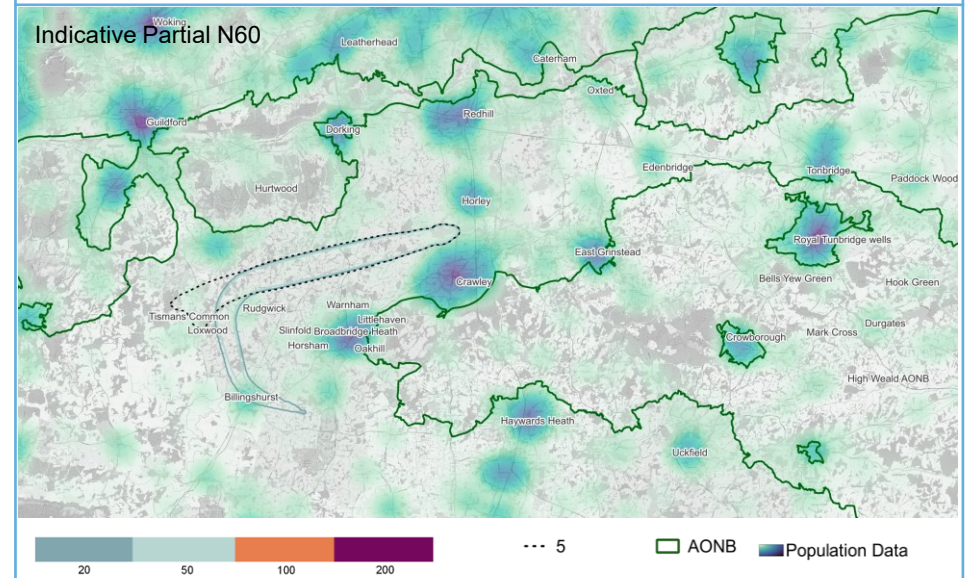 Woking
Indicative Partial N60
Leatherhead
Caterham
Oxted
Guildford
Redhill
Dorking
Edenbridge
Tonbridge
Paddock Wood
Hurtwood
Horley
Royal Tunbridge wells
East Grinstead
Bells Yew Green
Crawley
Hook Green
Warnham
Rudgwick
Tismans Common
Littlehaven
Loxwood
Slinfold
Broadbridge Heath
Durgates
Mark Cross
Crowborough
Horsham
Oakhill
High Weald AONB
Billingshurst
Haywards Heath
Uckfield
5
AONB
Population Data
20 50 100 200